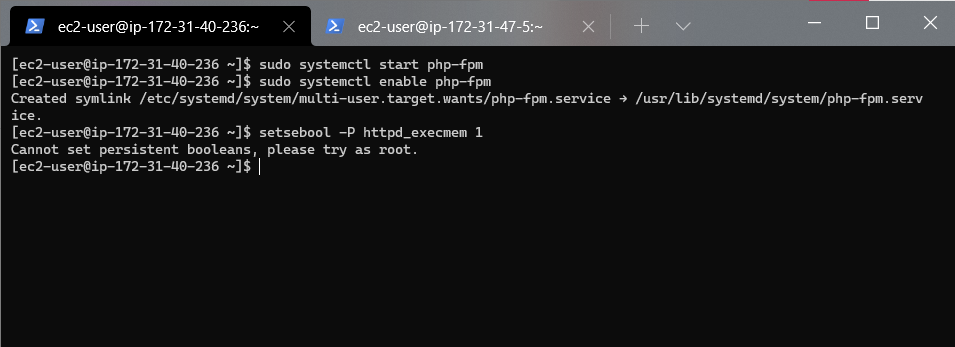 ec2-user@ip-172-31-40-236:~
ec2-user@ip-172-31-47-5:~
[ec2-user@ip-172-31-40-236 ~]$ sudo systemctl start php-fpm
[ec2-user@ip-172-31-40-236 ~]$ sudo systemctl enable php-fpm
Created symlink /etc/systemd/system/multi-user.target.wants/php-fpm.service → /usr/lib/systemd/system/php-fpm.serv
ice.
[ec2-user@ip-172-31-40-236 ~]$ setsebool -P httpd_execmem 1
Cannot set persistent booleans, please try as root.
[ec2-user@ip-172-31-40-236 ~]$